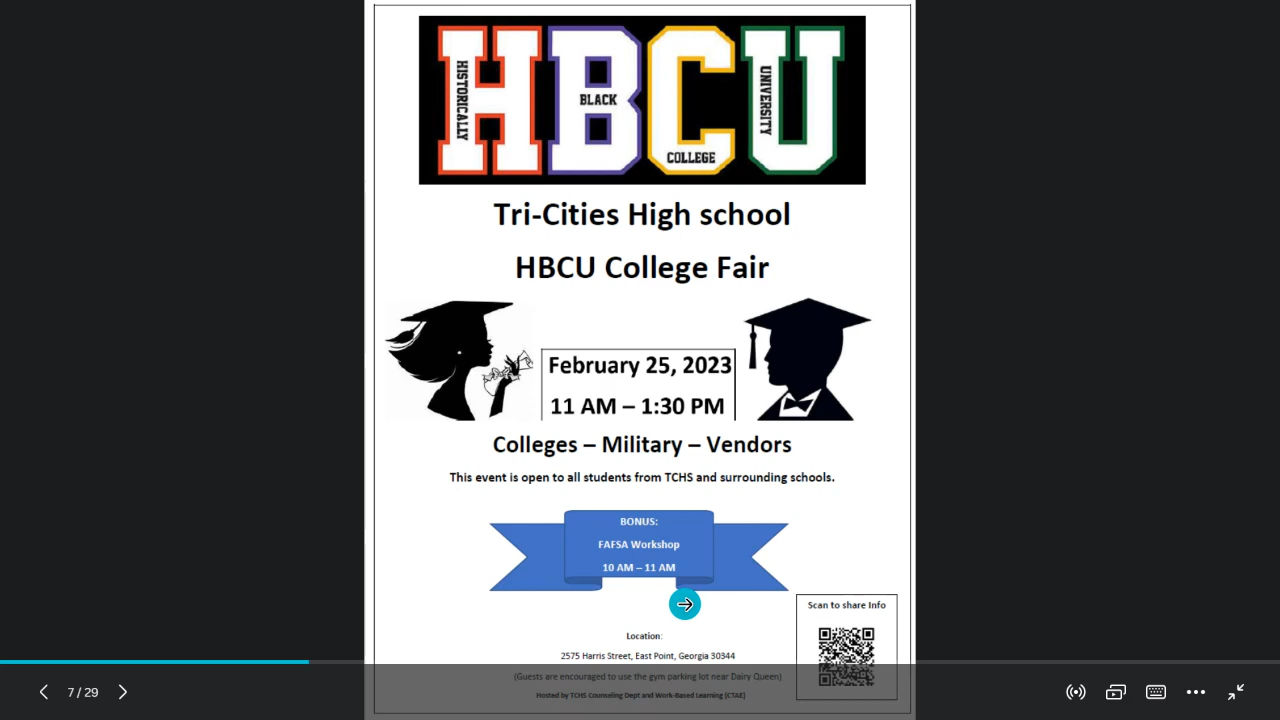 HISTORICALLY
BLACK
COLLEGE
UNIVERSITY
HBCU
Tri-Cities High school
HBCU College Fair
February 25, 2023
11 AM – 1:30 PM
Colleges – Military – Vendors
This event is open to all students from TCHS and surrounding schools.
BONUS:
FAFSA Workshop
10 AM – 11 AM
Scan to share Info
Location:
2575 Harris Street, East Point, Georgia 30344
(Guests are encouraged to use the gym parking lot near Dairy Queen)
Hosted by TCHS Counseling Dept and Work-Based Learning (CTAE)
7 / 29